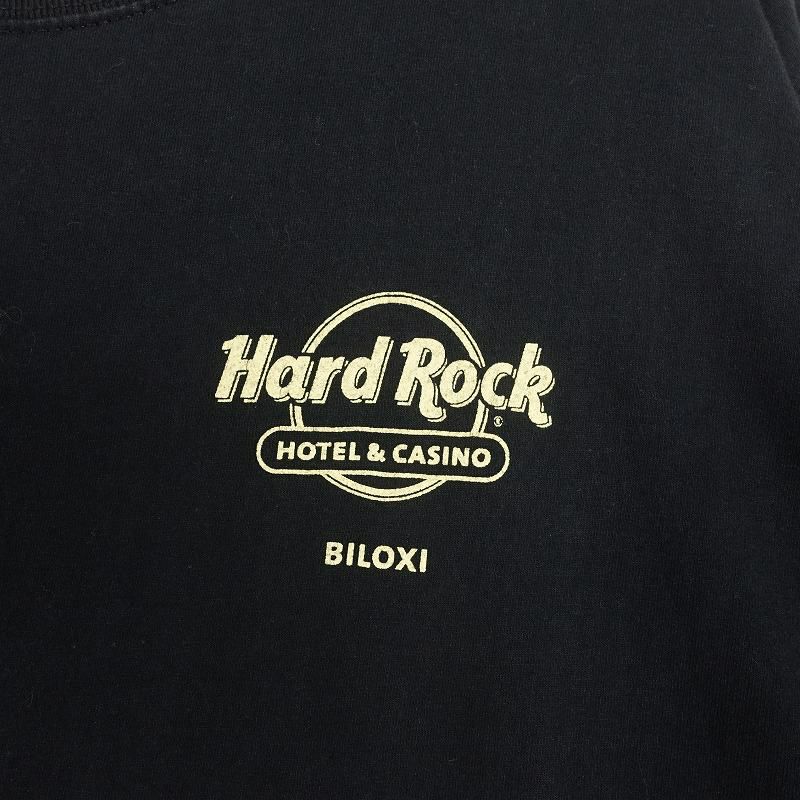 Hard Rock
®
HOTEL & CASINO
BILOXI